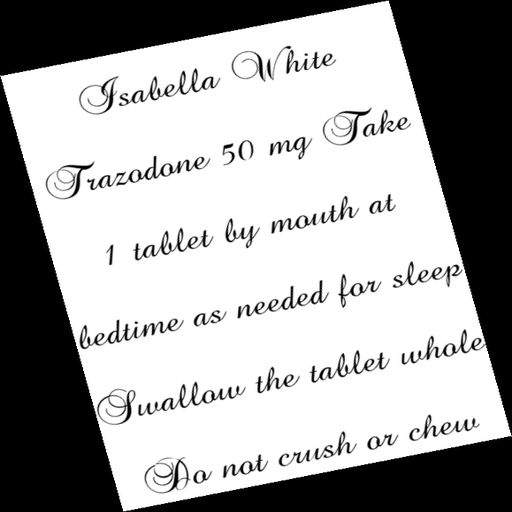 Isabella White
Trazodone 50 mg Take
1 tablet by mouth at
bedtime as needed for sleep
Swallow the tablet whole
Do not crush or chew